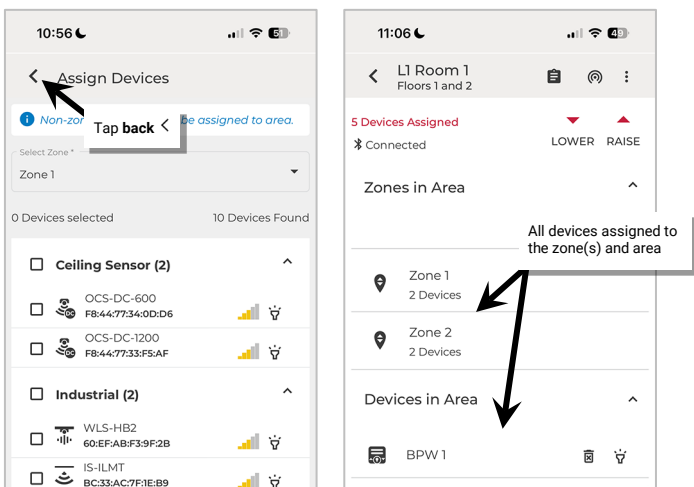 10:56
51
Assign Devices
Non-zon
be assigned to area.
Tap back <
Select Zone *
Zone 1
0 Devices selected
10 Devices Found
Ceiling Sensor (2)
OCS-DC-600
F8:44:77:34:0D:D6
OCS-DC-1200
F8:44:77:33:F5:AF
Industrial (2)
WLS-HB2
60:EF:AB:F3:9F:2B
IS-ILMT
BC:33:AC:7F:1E:B9
11:06
49
L1 Room 1
Floors 1 and 2
5 Devices Assigned
Connected
LOWER
RAISE
Zones in Area
All devices assigned to
the zone(s) and area
Zone 1
2 Devices
Zone 2
2 Devices
Devices in Area
BPW 1